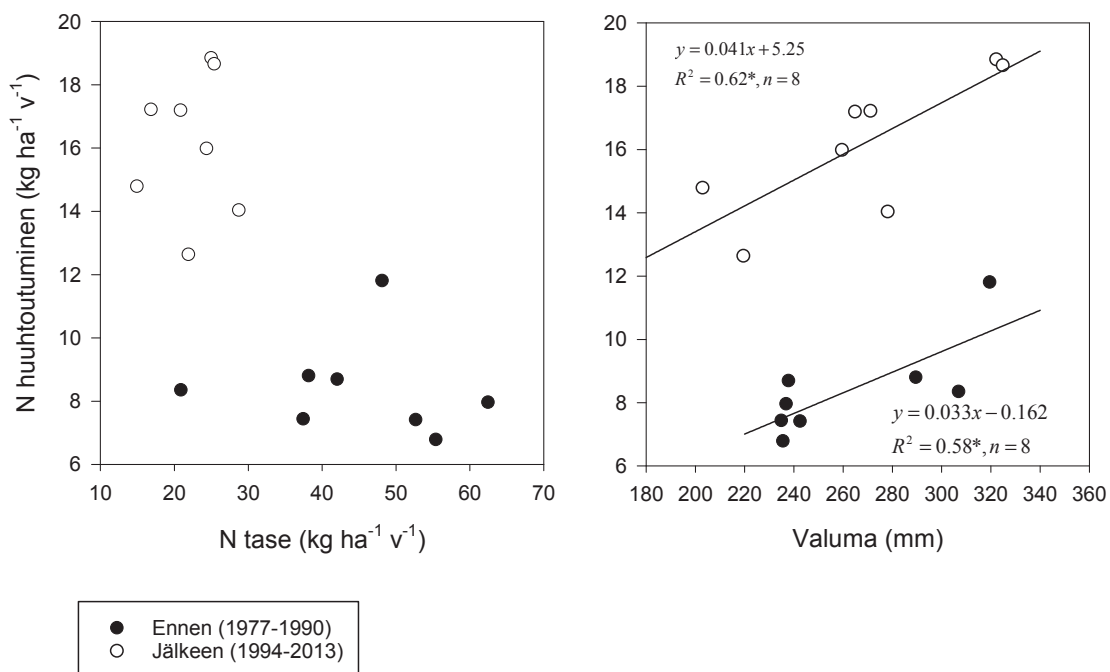 N huuhtoutuminen (kg ha⁻¹ v⁻¹)
20
18
16
14
12
10
8
6
10 20 30 40 50 60 70
N tase (kg ha⁻¹ v⁻¹)
20
18
16
14
12
10
8
6
y = 0.041x + 5.25
R² = 0.62*, n = 8
y = 0.033x − 0.162
R² = 0.58*, n = 8
180 200 220 240 260 280 300 320 340 360
Valuma (mm)
Ennen (1977-1990)
Jälkeen (1994-2013)